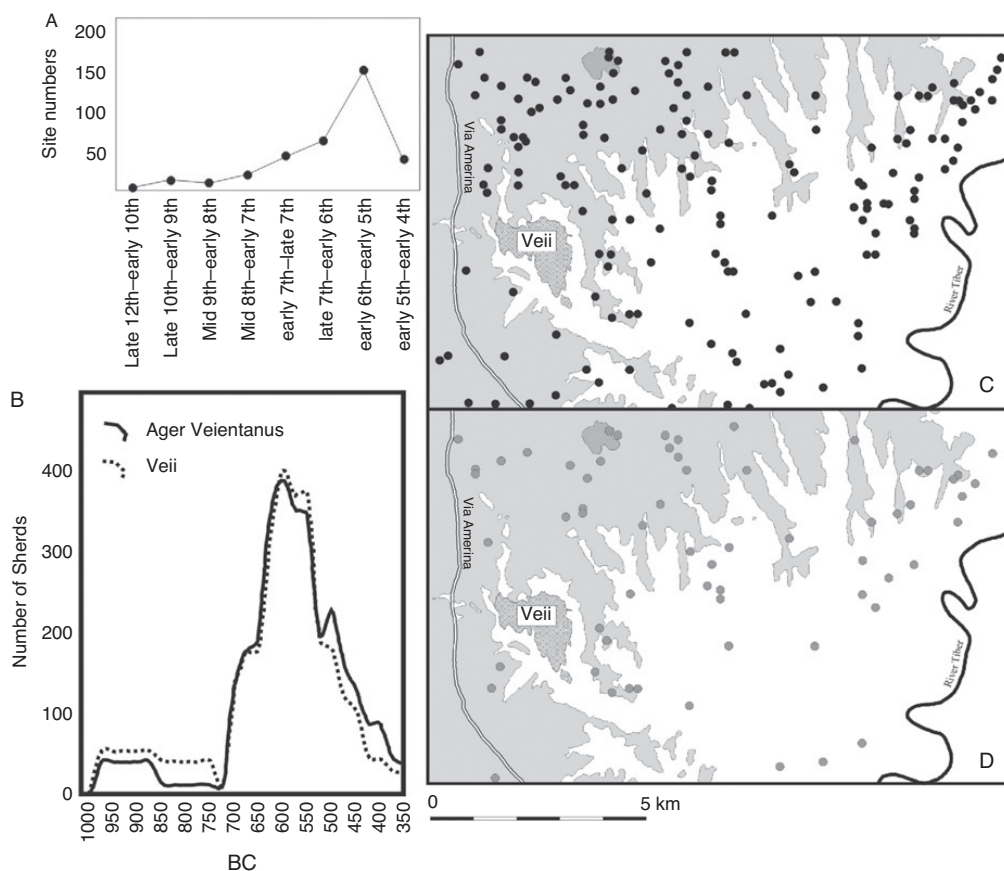 A
Site numbers
200
150
100
50
Late 12th–early 10th
Late 10th–early 9th
Mid 9th–early 8th
Mid 8th–early 7th
early 7th–late 7th
late 7th–early 6th
early 6th–early 5th
early 5th–early 4th
B
Number of Sherds
Ager Veientanus
Veii
400
300
200
100
0
1000
950
900
850
750
700
650
600
550
500
450
400
350
BC
Via Amerina
Veii
River Tiber
C
Via Amerina
Veii
River Tiber
D
0
5 km